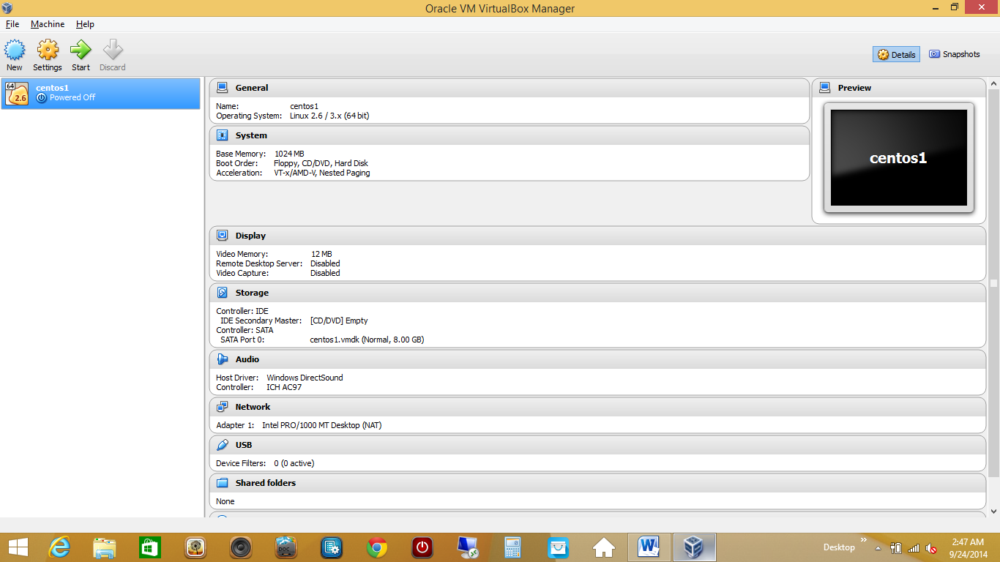 Oracle VM VirtualBox Manager
File Machine Help
New Settings Start Discard
Details Snapshots
64
2.6
centos1
Powered Off
General
Name: centos1
Operating System: Linux 2.6 / 3.x (64 bit)
System
Base Memory: 1024 MB
Boot Order: Floppy, CD/DVD, Hard Disk
Acceleration: VT-x/AMD-V, Nested Paging
Preview
centos1
Display
Video Memory: 12 MB
Remote Desktop Server: Disabled
Video Capture: Disabled
Storage
Controller: IDE
IDE Secondary Master: [CD/DVD] Empty
Controller: SATA
SATA Port 0: centos1.vmdk (Normal, 8.00 GB)
Audio
Host Driver: Windows DirectSound
Controller: ICH AC97
Network
Adapter 1: Intel PRO/1000 MT Desktop (NAT)
USB
Device Filters: 0 (0 active)
Shared folders
None
DOC
W
Desktop
2:47 AM
9/24/2014